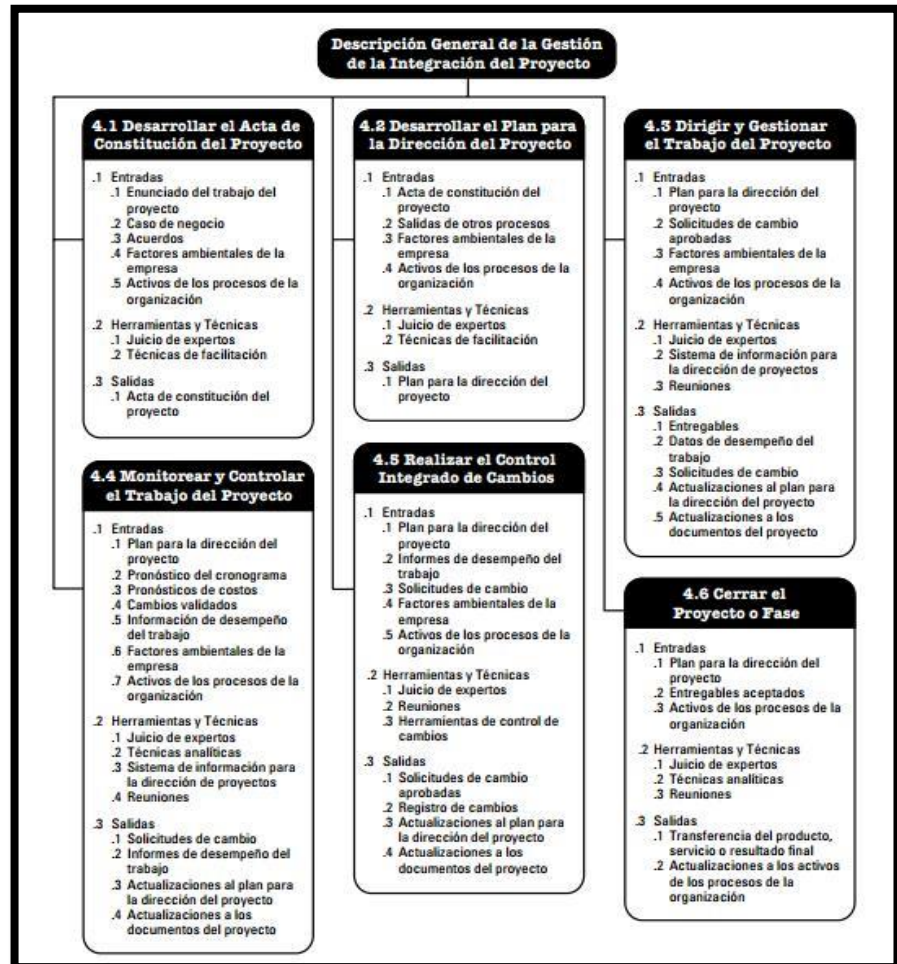 Descripción General de la Gestión
de la Integración del Proyecto
4.1 Desarrollar el Acta de
Constitución del Proyecto
.1 Entradas
.1 Enunciado del trabajo del
proyecto
.2 Caso de negocio
.3 Acuerdos
.4 Factores ambientales de la
empresa
.5 Activos de los procesos de la
organización
.2 Herramientas y Técnicas
.1 Juicio de expertos
.2 Técnicas de facilitación
.3 Salidas
.1 Acta de constitución del
proyecto
4.2 Desarrollar el Plan para
la Dirección del Proyecto
.1 Entradas
.1 Acta de constitución del
proyecto
.2 Salidas de otros procesos
.3 Factores ambientales de la
empresa
.4 Activos de los procesos de la
organización
.2 Herramientas y Técnicas
.1 Juicio de expertos
.2 Técnicas de facilitación
.3 Salidas
.1 Plan para la dirección del
proyecto
4.3 Dirigir y Gestionar
el Trabajo del Proyecto
.1 Entradas
.1 Plan para la dirección del
proyecto
.2 Solicitudes de cambio
aprobadas
.3 Factores ambientales de la
empresa
.4 Activos de los procesos de la
organización
.2 Herramientas y Técnicas
.1 Juicio de expertos
.2 Sistema de información para
la dirección de proyectos
.3 Reuniones
.3 Salidas
.1 Entregables
.2 Datos de desempeño del
trabajo
.3 Solicitudes de cambio
.4 Actualizaciones al plan para
la dirección del proyecto
.5 Actualizaciones a los
documentos del proyecto
4.4 Monitorear y Controlar
el Trabajo del Proyecto
.1 Entradas
.1 Plan para la dirección del
proyecto
.2 Pronóstico del cronograma
.3 Pronósticos de costos
.4 Cambios validados
.5 Información de desempeño
del trabajo
.6 Factores ambientales de la
empresa
.7 Activos de los procesos de la
organización
.2 Herramientas y Técnicas
.1 Juicio de expertos
.2 Técnicas analíticas
.3 Sistema de información para
la dirección de proyectos
.4 Reuniones
.3 Salidas
.1 Solicitudes de cambio
.2 Informes de desempeño del
trabajo
.3 Actualizaciones al plan para
la dirección del proyecto
.4 Actualizaciones a los
documentos del proyecto
4.5 Realizar el Control
Integrado de Cambios
.1 Entradas
.1 Plan para la dirección del
proyecto
.2 Informes de desempeño del
trabajo
.3 Solicitudes de cambio
.4 Factores ambientales de la
empresa
.5 Activos de los procesos de la
organización
.2 Herramientas y Técnicas
.1 Juicio de expertos
.2 Reuniones
.3 Herramientas de control de
cambios
.3 Salidas
.1 Solicitudes de cambio
aprobadas
.2 Registro de cambios
.3 Actualizaciones al plan para
la dirección del proyecto
.4 Actualizaciones a los
documentos del proyecto
4.6 Cerrar el
Proyecto o Fase
.1 Entradas
.1 Plan para la dirección del
proyecto
.2 Entregables aceptados
.3 Activos de los procesos de la
organización
.2 Herramientas y Técnicas
.1 Juicio de expertos
.2 Técnicas analíticas
.3 Reuniones
.3 Salidas
.1 Transferencia del producto,
servicio o resultado final
.2 Actualizaciones a los activos
de los procesos de la
organización